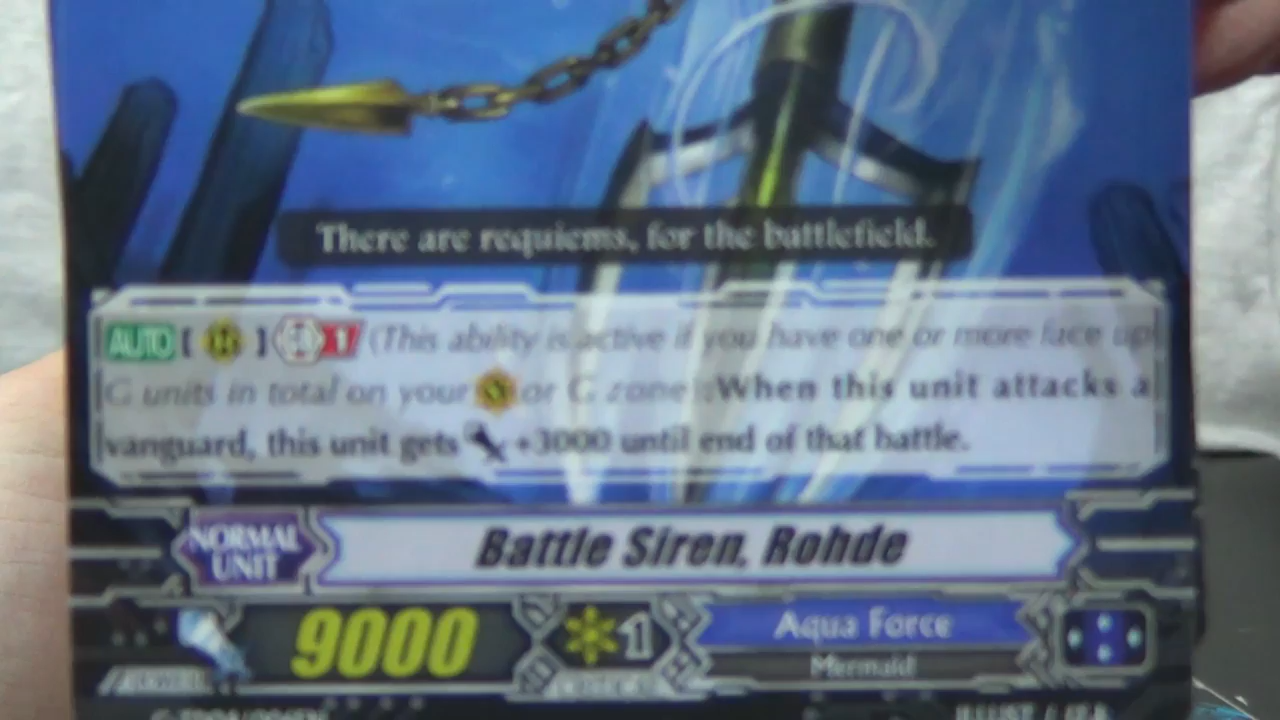 There are requiems, for the battlefield.
AUTO [ R ] GB 1 (This ability is active if you have one or more face up
G units in total on your V or G zone) :When this unit attacks a
vanguard, this unit gets +3000 until end of that battle.
NORMAL UNIT
Battle Siren, Rohde
9000
1
Aqua Force
Mermaid